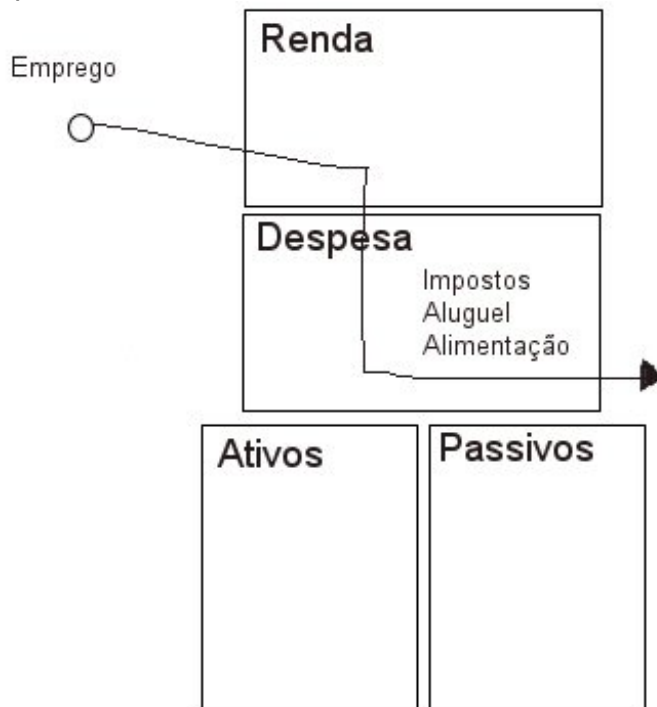 Renda
Emprego
Despesa
Impostos
Aluguel
Alimentação
Ativos
Passivos